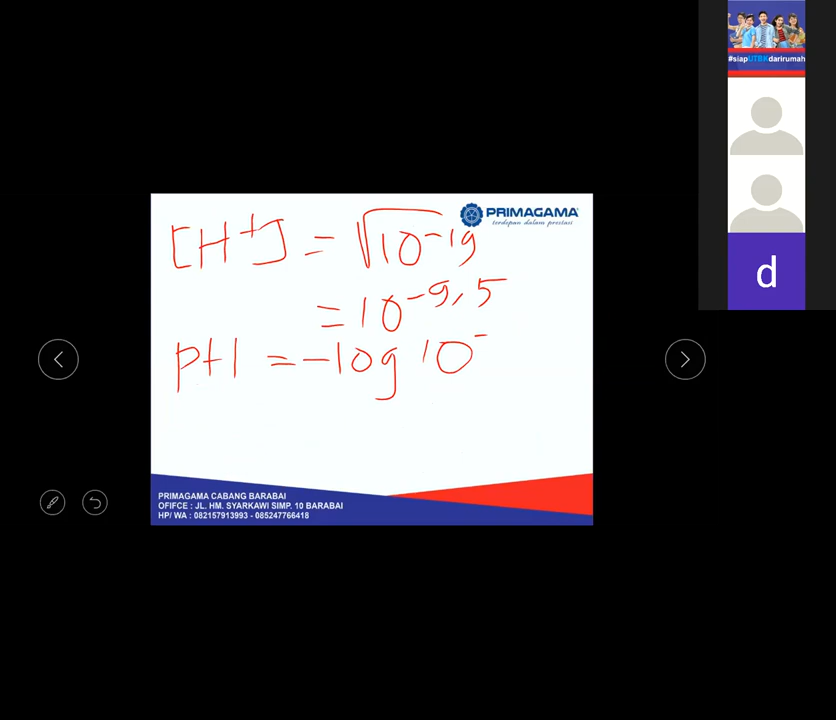 #siapUTBKdarirumah
PRIMAGAMA
terdepan dalam prestasi
[H⁺] = √10⁻¹⁹
= 10⁻⁹,⁵
pH = -log 10⁻
PRIMAGAMA CABANG BARABAI
OFIFCE : JL. HM. SYARKAWI SIMP. 10 BARABAI
HP/ WA : 082157913993 - 085247766418
d